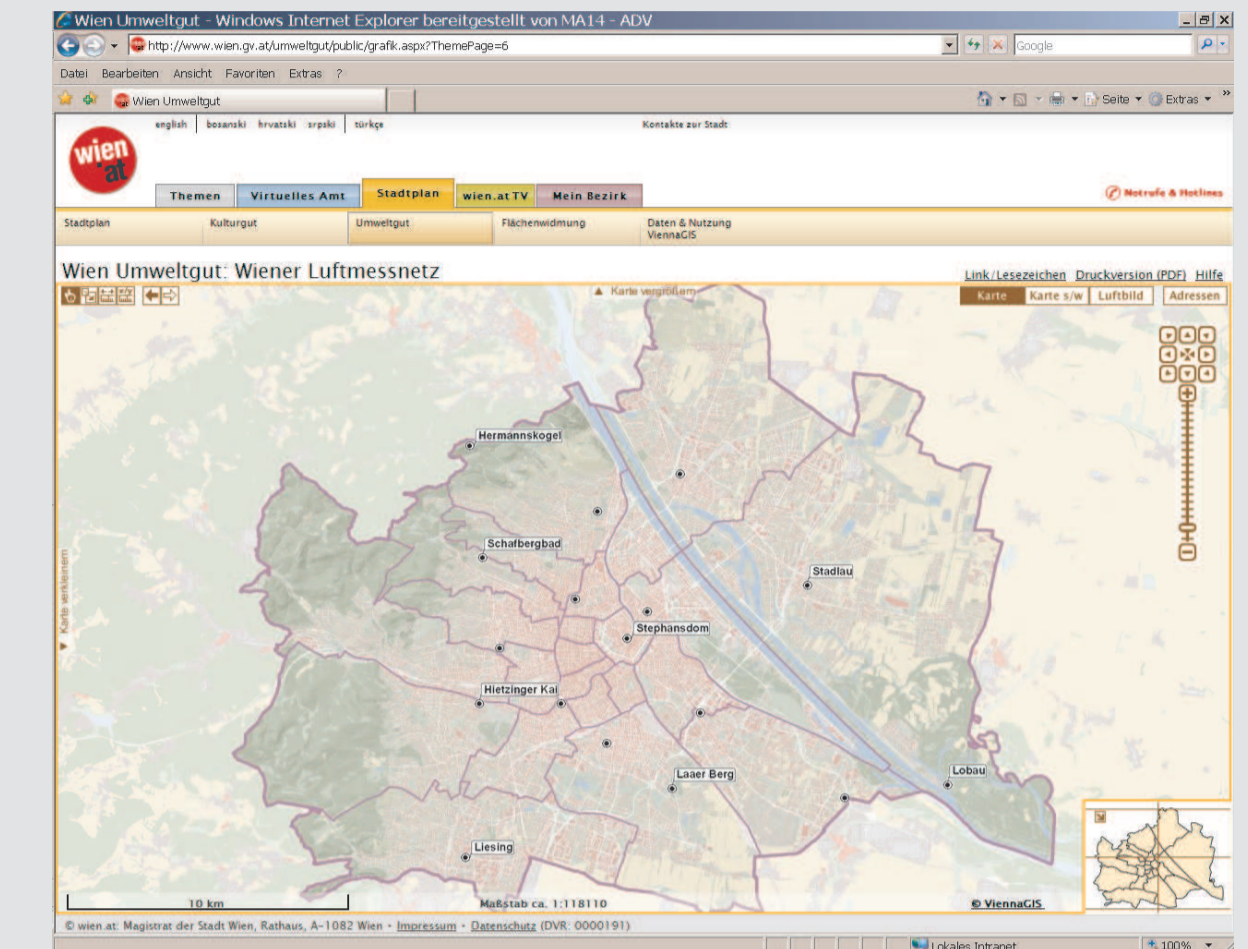 Wien Umweltgut - Windows Internet Explorer bereitgestellt von MA14 - ADV
http://www.wien.gv.at/umweltgut/public/grafik.aspx?ThemePage=6
Google
Datei Bearbeiten Ansicht Favoriten Extras ?
Wien Umweltgut
Seite Extras »
english bosanski hrvatski srpski türkçe
Kontakte zur Stadt
wien.at
Themen Virtuelles Amt Stadtplan wien.at TV Mein Bezirk
Notrufe & Hotlines
Stadtplan Kulturgut Umweltgut Flächenwidmung Daten & Nutzung
ViennaGIS
Wien Umweltgut: Wiener Luftmessnetz
Link/Lesezeichen Druckversion (PDF) Hilfe
Karte vergrößern
Karte Karte s/w Luftbild Adressen
Hermannskogel
Schafbergbad
Stadlau
Karte verkleinern
Stephansdom
Hietzinger Kai
Laaer Berg
Lobau
Liesing
10 km
Maßstab ca. 1:118110
© ViennaGIS
© wien.at: Magistrat der Stadt Wien, Rathaus, A-1082 Wien • Impressum • Datenschutz (DVR: 0000191)
Lokales Intranet
100%